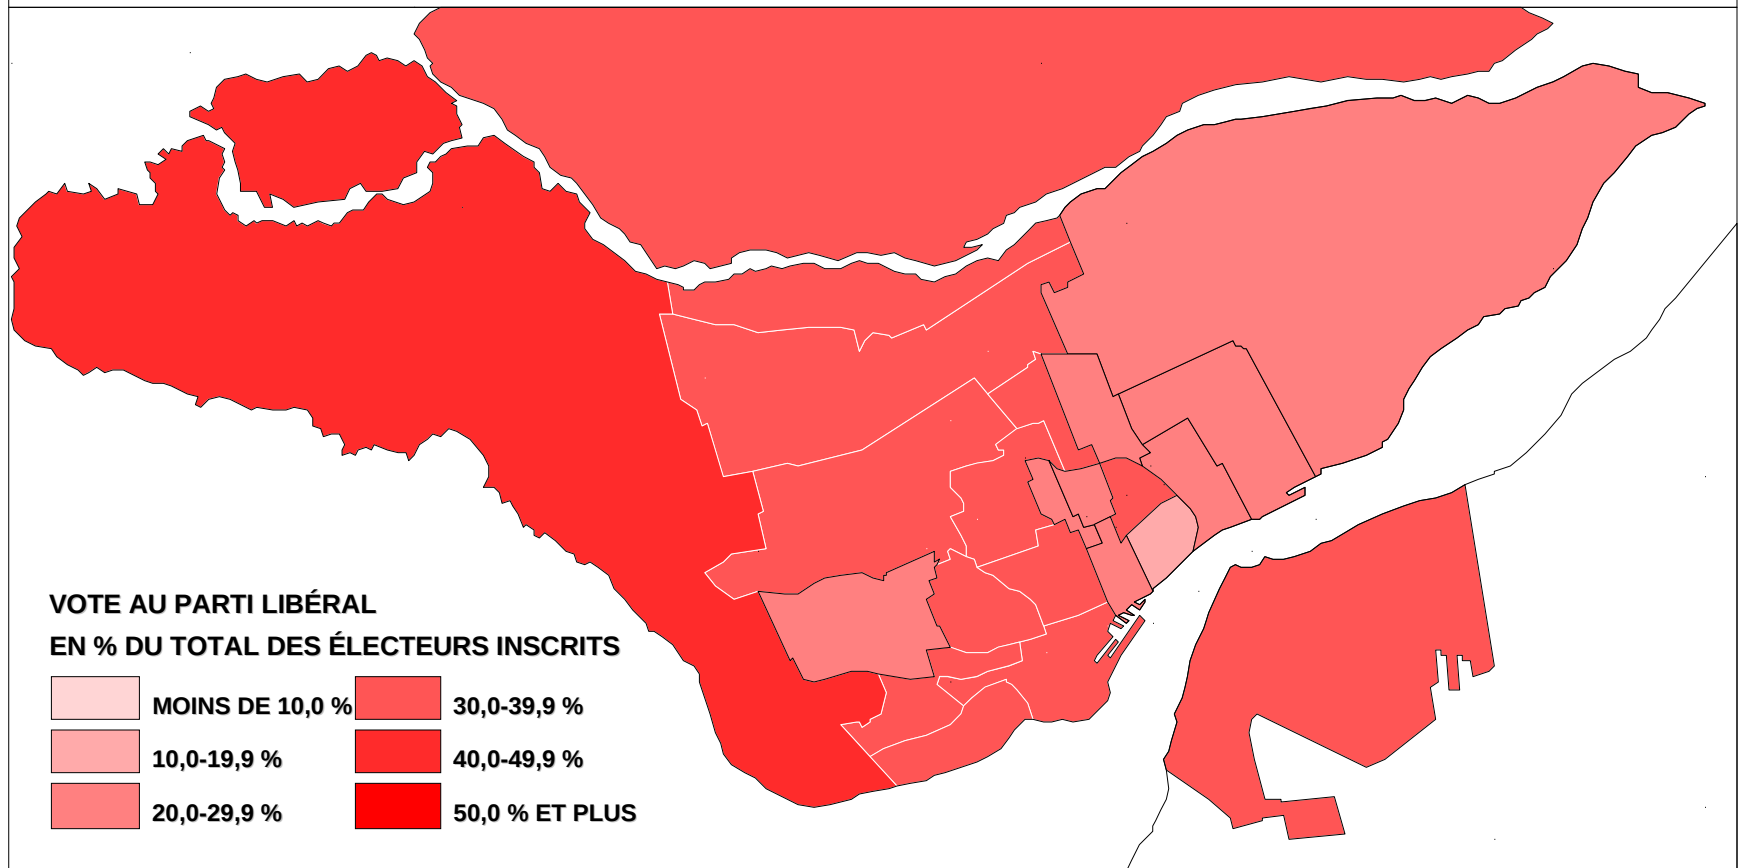 VOTE AU PARTI LIBÉRAL
EN % DU TOTAL DES ÉLECTEURS INSCRITS
MOINS DE 10,0 %
10,0-19,9 %
20,0-29,9 %
30,0-39,9 %
40,0-49,9 %
50,0 % ET PLUS